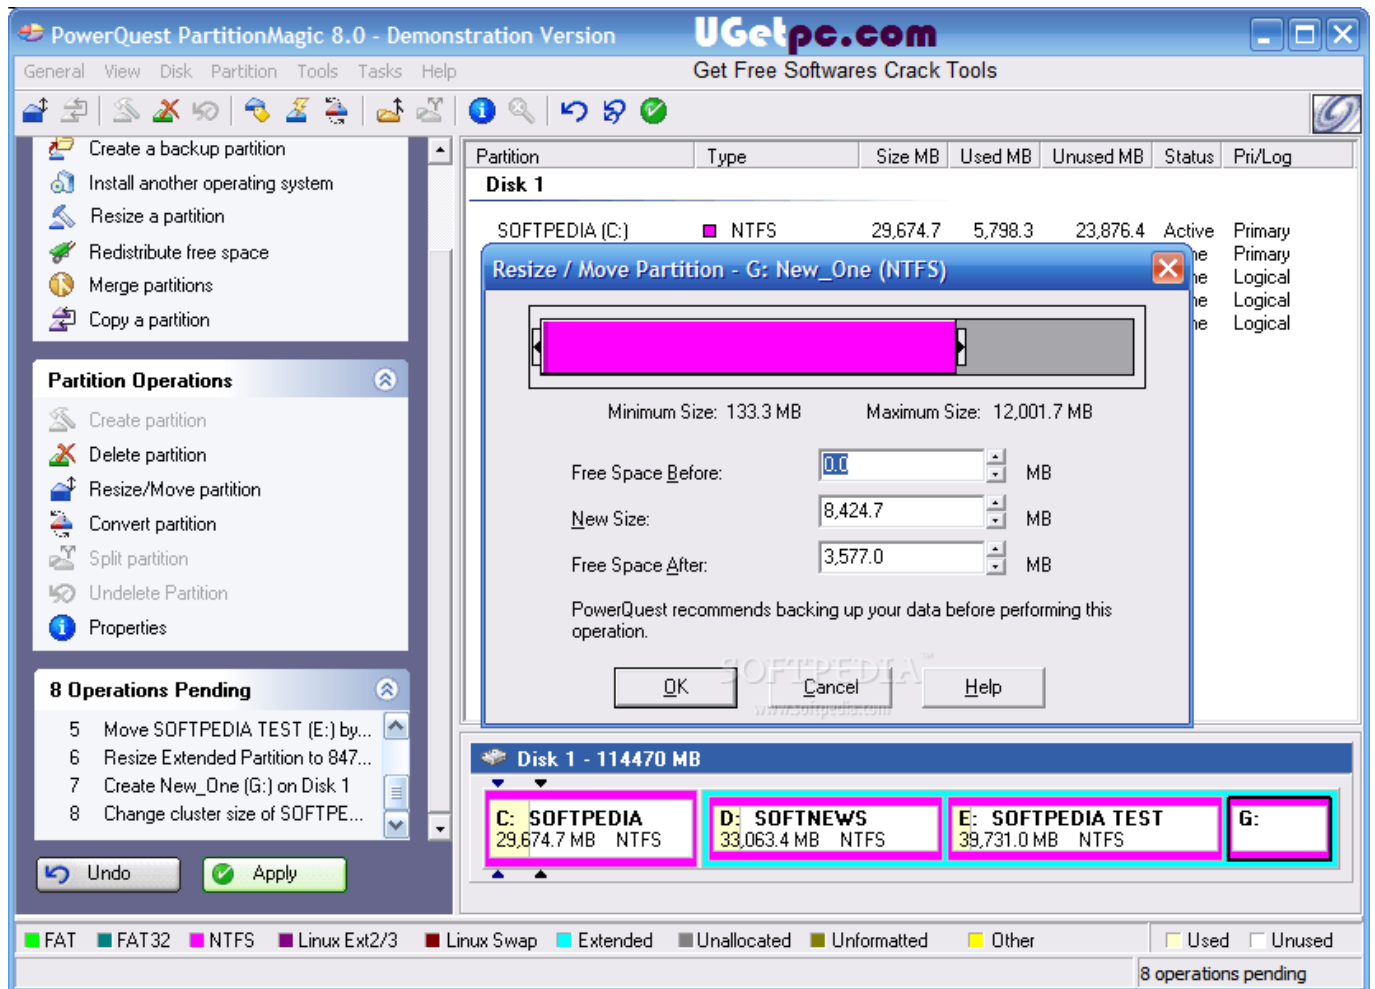 PowerQuest PartitionMagic 8.0 - Demonstration Version
UGetpc.com
General View Disk Partition Tools Tasks Help
Get Free Softwares Crack Tools
Create a backup partition
Install another operating system
Resize a partition
Redistribute free space
Merge partitions
Copy a partition
Partition Operations
Create partition
Delete partition
Resize/Move partition
Convert partition
Split partition
Undelete Partition
Properties
8 Operations Pending
5 Move SOFTPEDIA TEST (E:) by...
6 Resize Extended Partition to 847...
7 Create New_One (G:) on Disk 1
8 Change cluster size of SOFTPE...
Undo Apply
Partition Type Size MB Used MB Unused MB Status Pri/Log
Disk 1
SOFTPEDIA (C:) NTFS 29,674.7 5,798.3 23,876.4 Active Primary
ne Primary
ne Logical
ne Logical
ne Logical
Resize / Move Partition - G: New_One (NTFS)
Minimum Size: 133.3 MB Maximum Size: 12,001.7 MB
Free Space Before: 0.0 MB
New Size: 8,424.7 MB
Free Space After: 3,577.0 MB
PowerQuest recommends backing up your data before performing this
operation.
SOFTPEDIA™
OK Cancel Help
www.softpedia.com
Disk 1 - 114470 MB
C: SOFTPEDIA
29,674.7 MB NTFS
D: SOFTNEWS
33,063.4 MB NTFS
E: SOFTPEDIA TEST
39,731.0 MB NTFS
G:
FAT FAT32 NTFS Linux Ext2/3 Linux Swap Extended Unallocated Unformatted Other Used Unused
8 operations pending